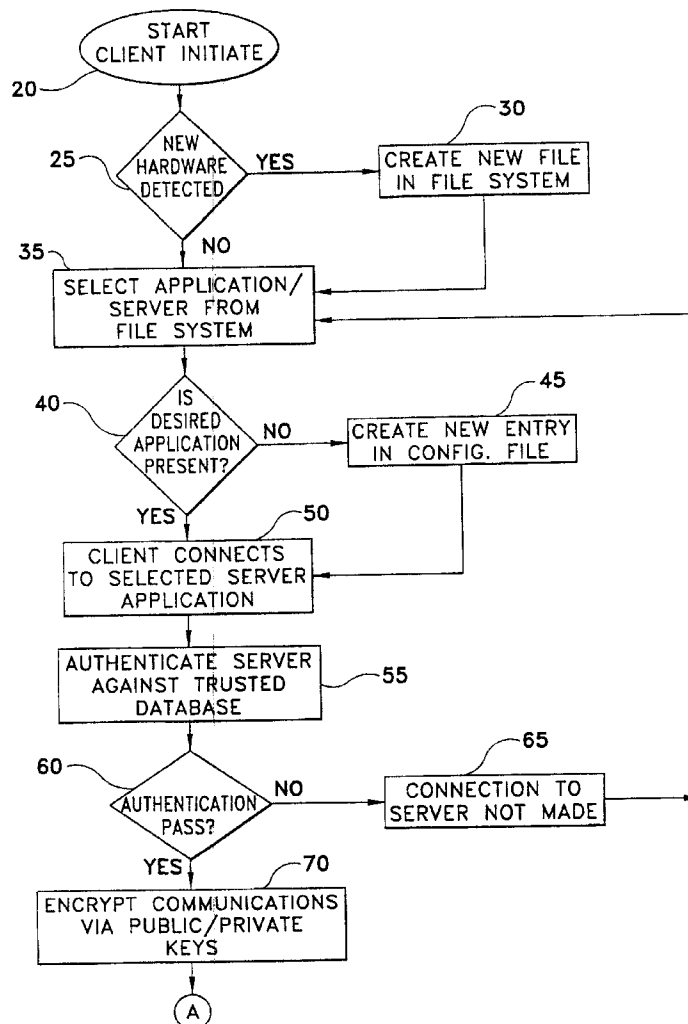 START
CLIENT INITIATE
20
NEW
HARDWARE
DETECTED
25
YES
30
CREATE NEW FILE
IN FILE SYSTEM
NO
35
SELECT APPLICATION/
SERVER FROM
FILE SYSTEM
40
IS
DESIRED
APPLICATION
PRESENT?
NO
45
CREATE NEW ENTRY
IN CONFIG. FILE
YES
50
CLIENT CONNECTS
TO SELECTED SERVER
APPLICATION
AUTHENTICATE SERVER
AGAINST TRUSTED
DATABASE
55
60
AUTHENTICATION
PASS?
NO
65
CONNECTION TO
SERVER NOT MADE
YES
70
ENCRYPT COMMUNICATIONS
VIA PUBLIC/PRIVATE
KEYS
A